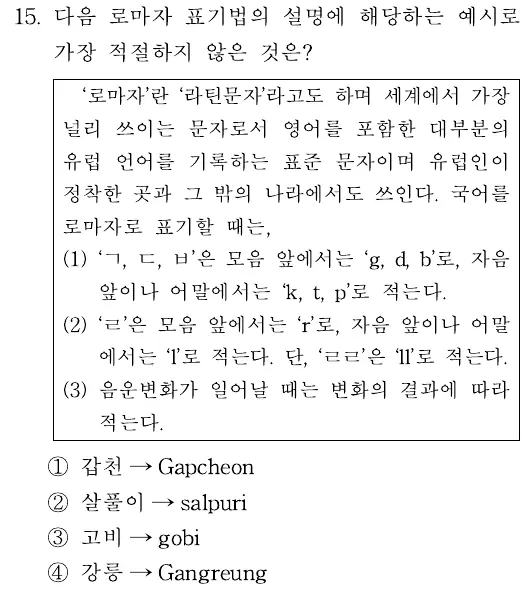 15. 다음 로마자 표기법의 설명에 해당하는 예시로
가장 적절하지 않은 것은?
‘로마자’란 ‘라틴문자’라고도 하며 세계에서 가장
널리 쓰이는 문자로서 영어를 포함한 대부분의
유럽 언어를 기록하는 표준 문자이며 유럽인이
정착한 곳과 그 밖의 나라에서도 쓰인다. 국어를
로마자로 표기할 때는,
(1) ‘ㄱ, ㄷ, ㅂ’은 모음 앞에서는 ‘g, d, b’로, 자음
앞이나 어말에서는 ‘k, t, p’로 적는다.
(2) ‘ㄹ’은 모음 앞에서는 ‘r’로, 자음 앞이나 어말
에서는 ‘l’로 적는다. 단, ‘ㄹㄹ’은 ‘ll’로 적는다.
(3) 음운변화가 일어날 때는 변화의 결과에 따라
적는다.
① 갑천 → Gapcheon
② 살풀이 → salpuri
③ 고비 → gobi
④ 강릉 → Gangreung